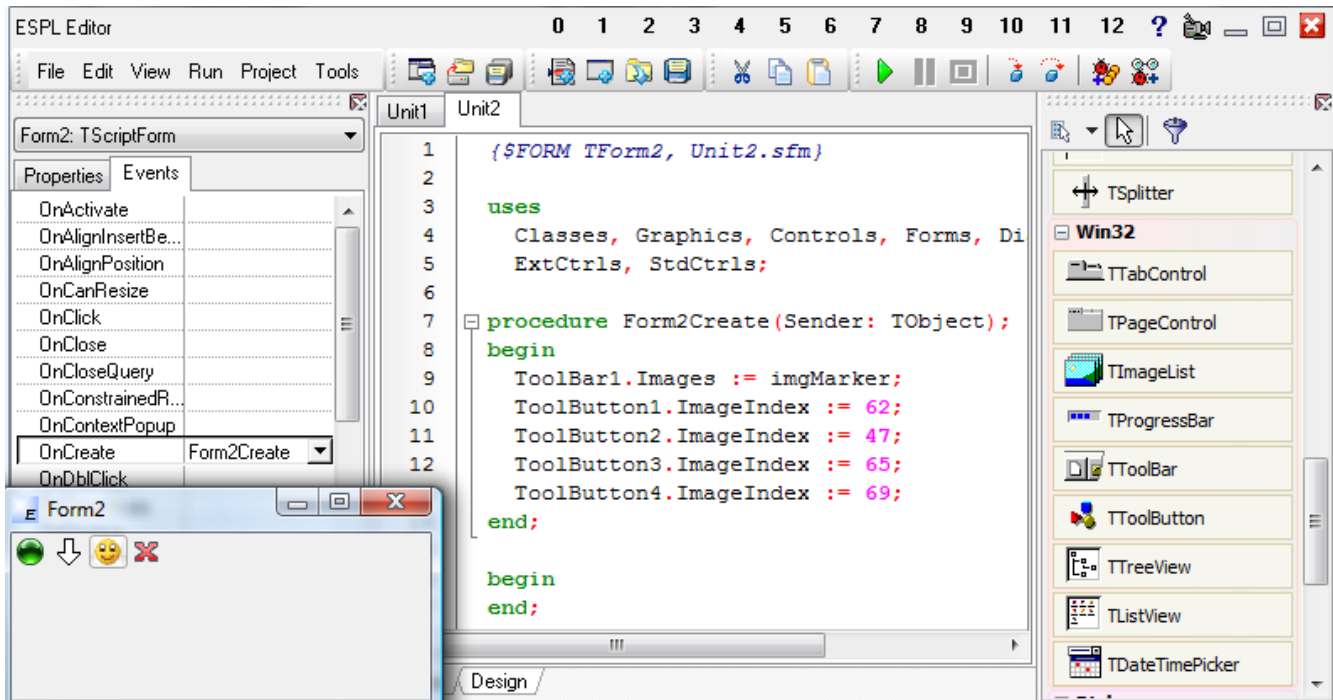 ESPL Editor
0 1 2 3 4 5 6 7 8 9 10 11 12 ?
File Edit View Run Project Tools
Form2: TScriptForm
Properties Events
OnActivate
OnAlignInsertBe...
OnAlignPosition
OnCanResize
OnClick
OnClose
OnCloseQuery
OnConstrainedR...
OnContextPopup
OnCreate Form2Create
OnDblClick
E Form2
Unit1 Unit2
1 {$FORM TForm2, Unit2.sfm}
2
3 uses
4 Classes, Graphics, Controls, Forms, Di
5 ExtCtrls, StdCtrls;
6
7 procedure Form2Create(Sender: TObject);
8 begin
9 ToolBar1.Images := imgMarker;
10 ToolButton1.ImageIndex := 62;
11 ToolButton2.ImageIndex := 47;
12 ToolButton3.ImageIndex := 65;
ToolButton4.ImageIndex := 69;
end;
begin
end;
Design
TSplitter
Win32
TTabControl
TPageControl
TImageList
TProgressBar
TToolBar
TToolButton
TTreeView
TListView
TDateTimePicker